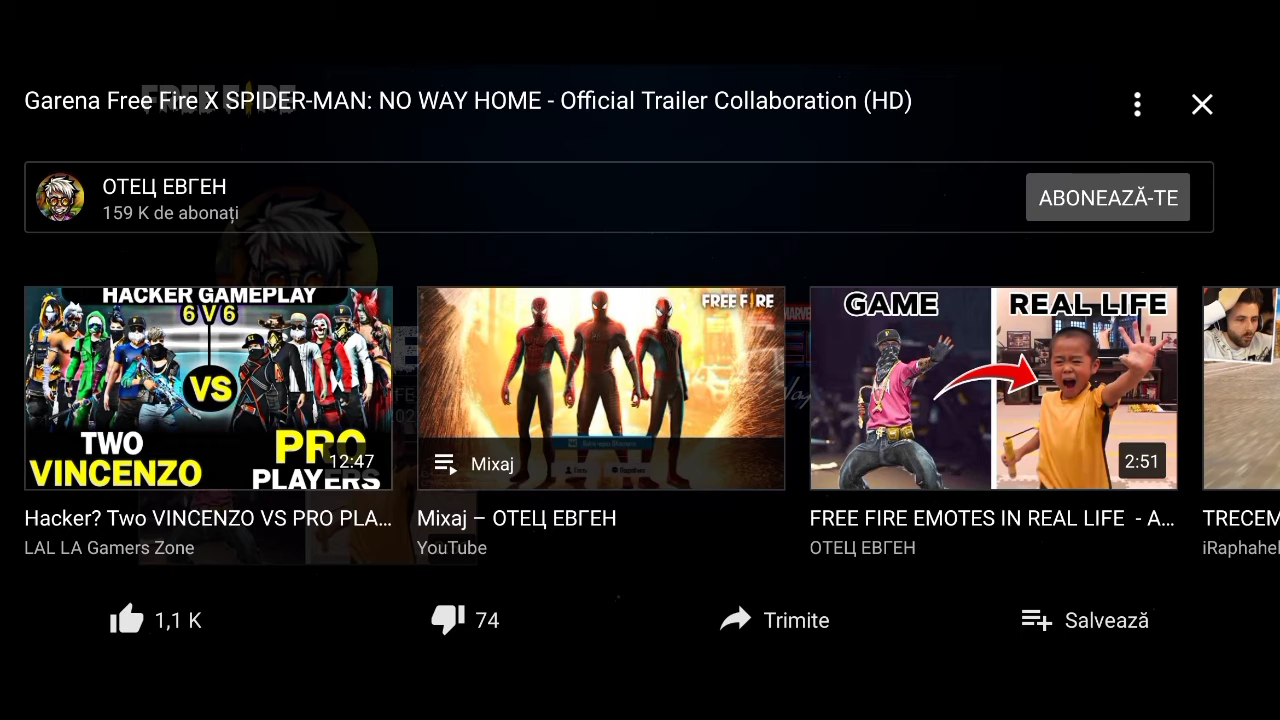 Garena Free Fire X SPIDER-MAN: NO WAY HOME - Official Trailer Collaboration (HD)
ОТЕЦ ЕВГЕН
159 K de abonați
ABONEAZĂ-TE
HACKER GAMEPLAY
6 V 6
VS
TWO
VINCENZO
PRO
PLAYERS
12:47
FREE FIRE
Mixaj
GAME
REAL LIFE
2:51
Hacker? Two VINCENZO VS PRO PLA...
LAL LA Gamers Zone
Mixaj – ОТЕЦ ЕВГЕН
YouTube
FREE FIRE EMOTES IN REAL LIFE - A...
ОТЕЦ ЕВГЕН
TRECEM
iRaphahel
1,1 K
74
Trimite
Salvează